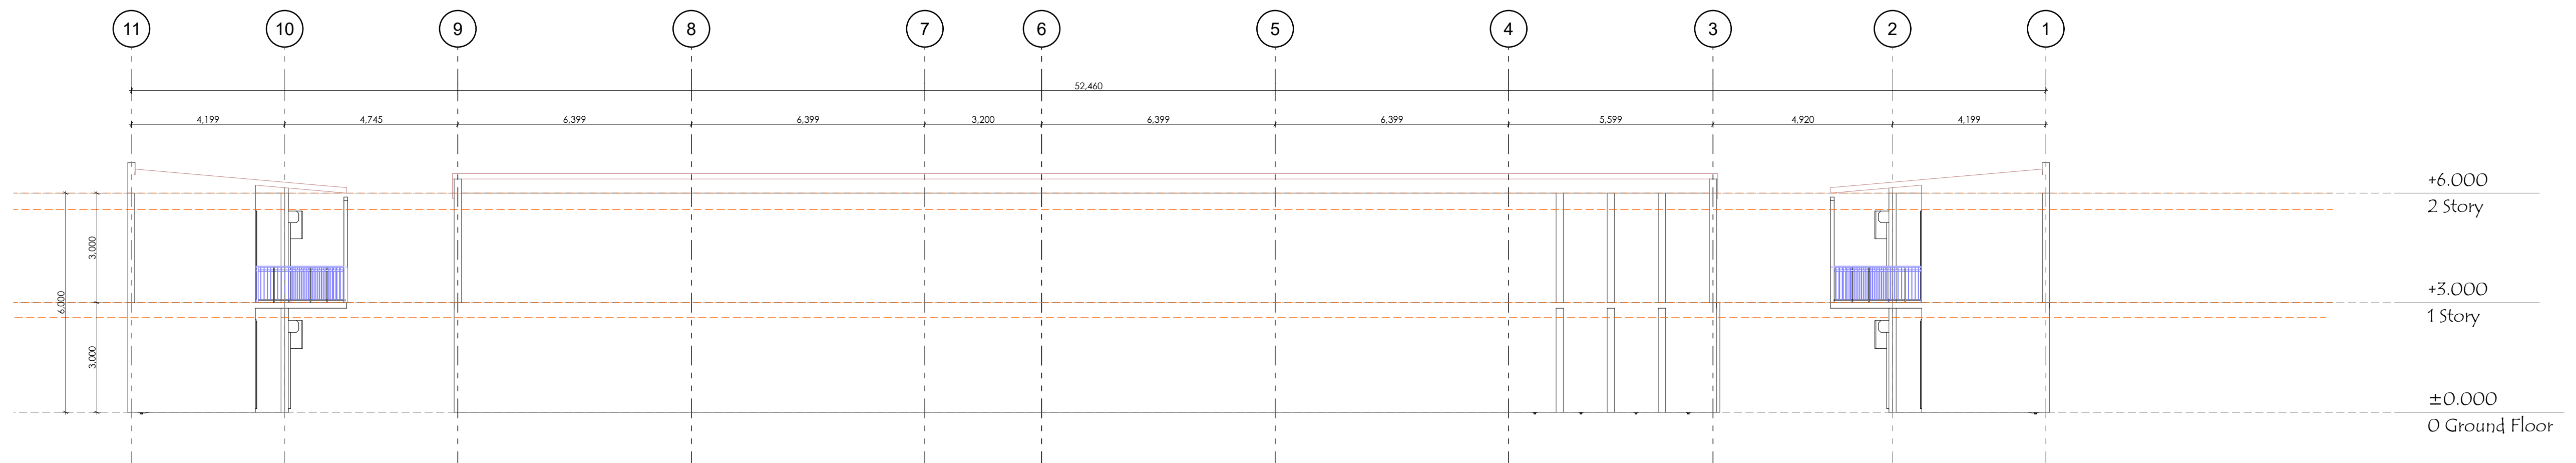 11 10 9 8 7 6 5 4 3 2 1
52,460
4,199 4,745 6,399 6,399 3,200 6,399 6,399 5,599 4,920 4,199
+6.000
2 Story
3.000
+3.000
6.000
1 Story
3.000
±0.000
0 Ground Floor